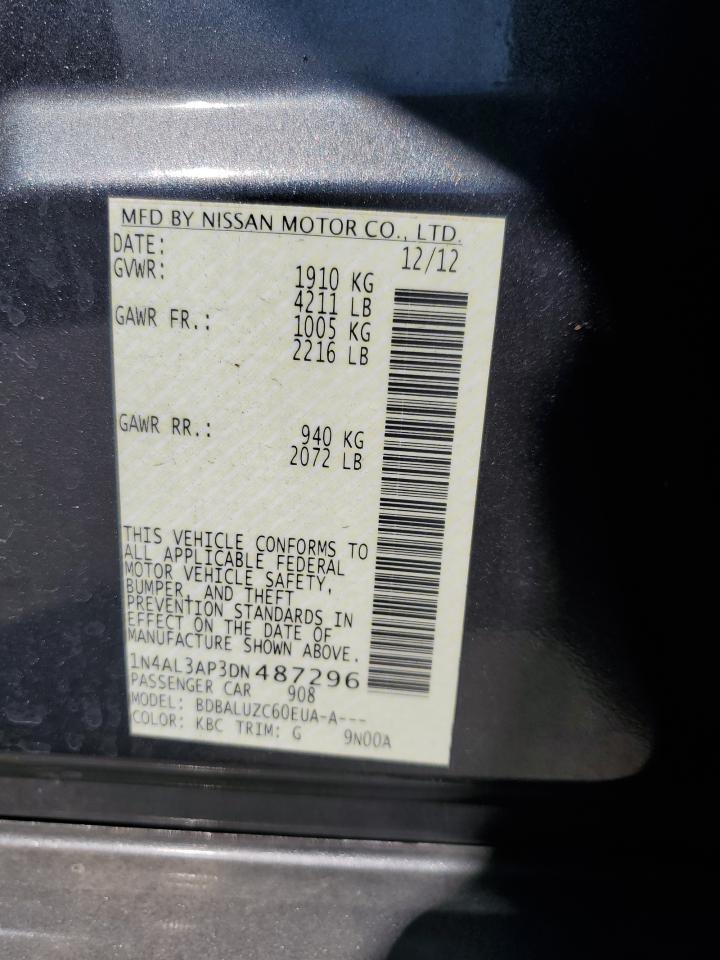 MFD BY NISSAN MOTOR CO., LTD.
DATE: 12/12
GVWR: 1910 KG
4211 LB
GAWR FR.: 1005 KG
2216 LB
GAWR RR.: 940 KG
2072 LB
THIS VEHICLE CONFORMS TO
ALL APPLICABLE FEDERAL
MOTOR VEHICLE SAFETY,
BUMPER, AND THEFT
PREVENTION STANDARDS IN
EFFECT ON THE DATE OF
MANUFACTURE SHOWN ABOVE.
1N4AL3AP3DN487296
PASSENGER CAR 908
MODEL: BDBALUZC60EUA-A---
COLOR: KBC TRIM: G 9N00A